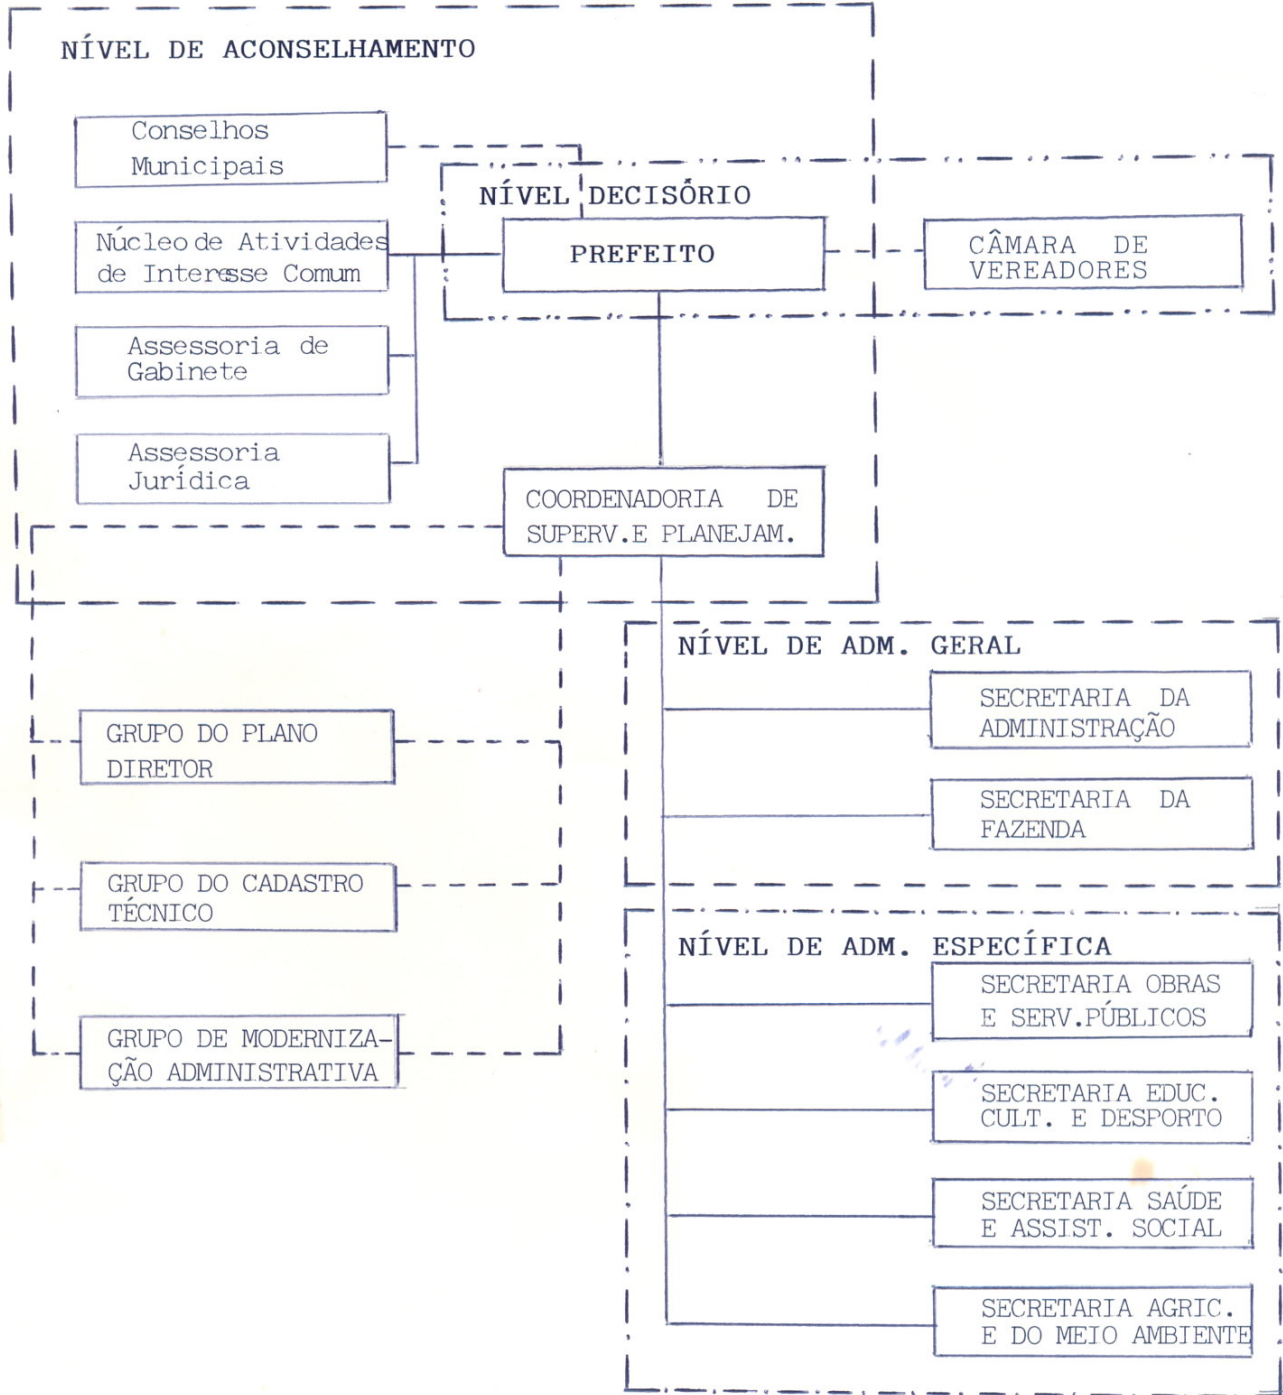 NÍVEL DE ACONSELHAMENTO
Conselhos
Municipais
NÍVEL DECISÓRIO
Núcleo de Atividades
de Interesse Comum
PREFEITO
CÂMARA DE
VEREADORES
Assessoria de
Gabinete
Assessoria
Jurídica
COORDENADORIA DE
SUPERV.E PLANEJAM.
NÍVEL DE ADM. GERAL
SECRETARIA DA
ADMINISTRAÇÃO
SECRETARIA DA
FAZENDA
GRUPO DO PLANO
DIRETOR
GRUPO DO CADASTRO
TÉCNICO
GRUPO DE MODERNIZA-
ÇÃO ADMINISTRATIVA
NÍVEL DE ADM. ESPECÍFICA
SECRETARIA OBRAS
E SERV.PÚBLICOS
SECRETARIA EDUC.
CULT. E DESPORTO
SECRETARIA SAÚDE
E ASSIST. SOCIAL
SECRETARIA AGRIC.
E DO MEIO AMBIENTE